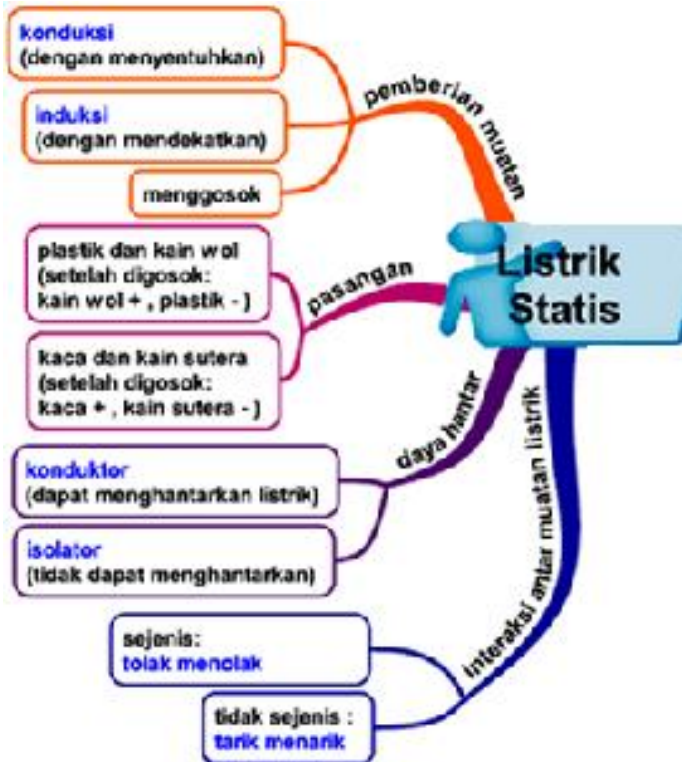 konduksi
(dengan menyentuhkan)
induksi
(dengan mendekatkan)
menggosok
pemberian muatan
plastik dan kain wol
(setelah digosok:
kain wol + , plastik - )
kaca dan kain sutera
(setelah digosok:
kaca + , kain sutera - )
pasangan
Listrik
Statis
konduktor
(dapat menghantarkan listrik)
isolator
(tidak dapat menghantarkan)
daya hantar
sejenis:
tolak menolak
tidak sejenis :
tarik menarik
interaksi antar muatan listrik